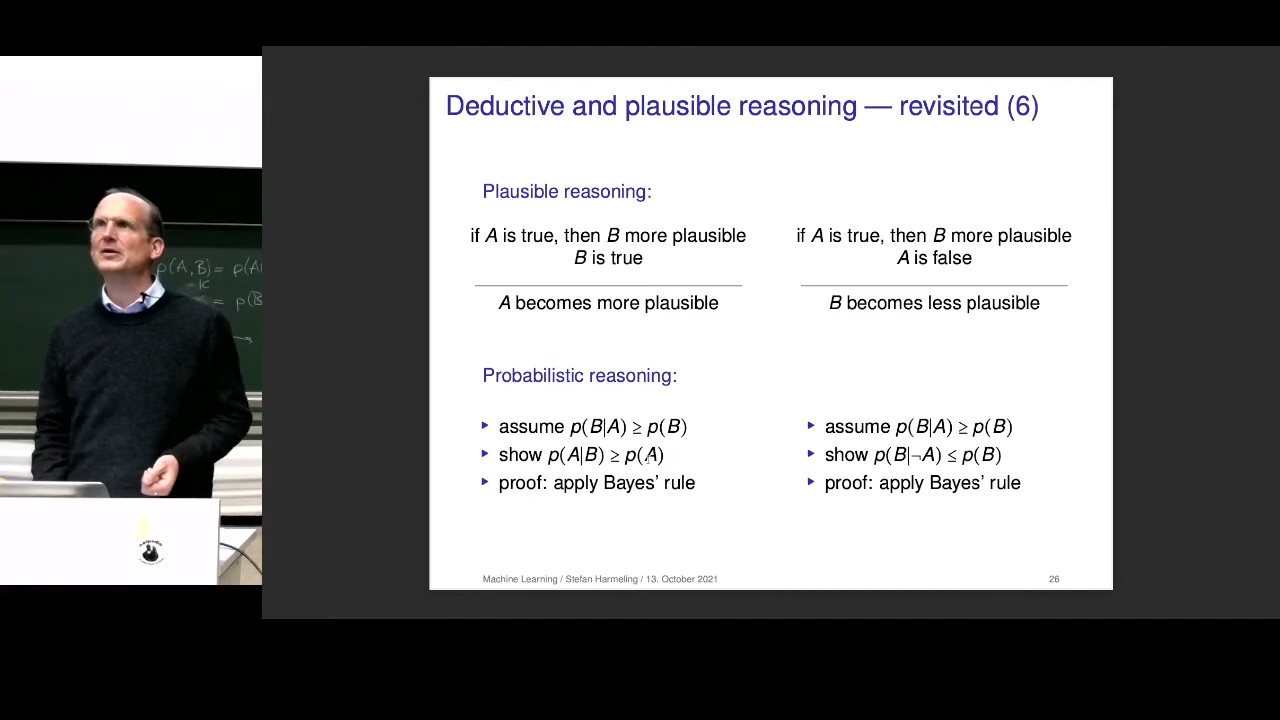 Deductive and plausible reasoning — revisited (6)
Plausible reasoning:
if A is true, then B more plausible
B is true
A becomes more plausible
if A is true, then B more plausible
A is false
B becomes less plausible
Probabilistic reasoning:
▸ assume p(B|A) ≥ p(B)
▸ show p(A|B) ≥ p(A)
▸ proof: apply Bayes' rule
▸ assume p(B|A) ≥ p(B)
▸ show p(B|¬A) ≤ p(B)
▸ proof: apply Bayes' rule
Machine Learning / Stefan Harmeling / 13. October 2021
26
p(A,B) = p(A
= p(B